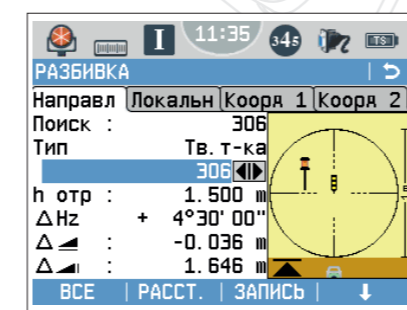 I 11:35 345 TS
РАЗБИВКА
Направл Локальн Коорд 1 Коорд 2
Поиск : 306
Тип Тв. т-ка
306
h отр : 1.500 m
ΔHz + 4°30'00"
Δ : -0.036 m
Δ : 1.646 m
ВСЕ | РАССТ. | ЗАПИСЬ | ↓